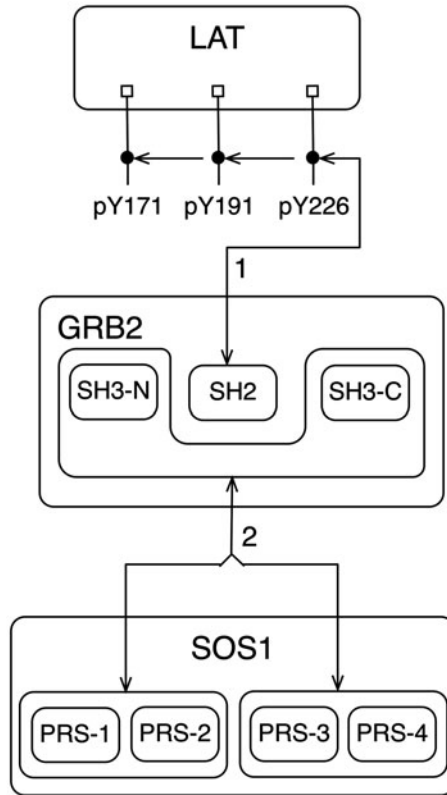 LAT
pY171 pY191 pY226
1
GRB2
SH3-N SH2 SH3-C
2
SOS1
PRS-1 PRS-2 PRS-3 PRS-4